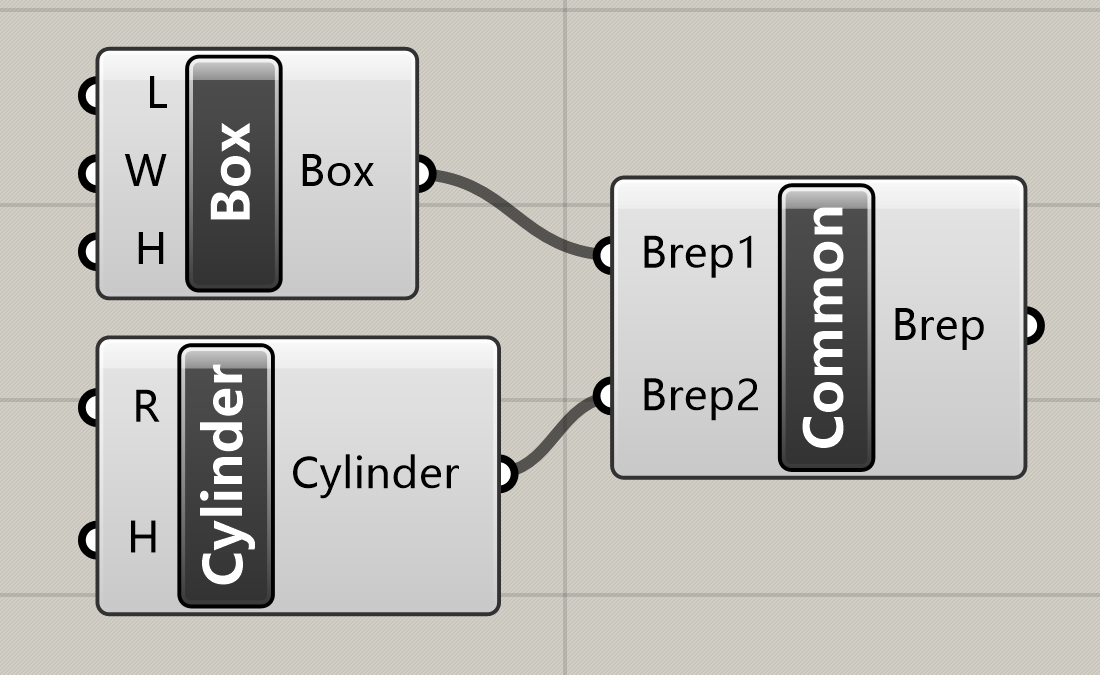 L
W
H
Box
Box
R
H
Cylinder
Cylinder
Brep1
Brep2
Common
Brep